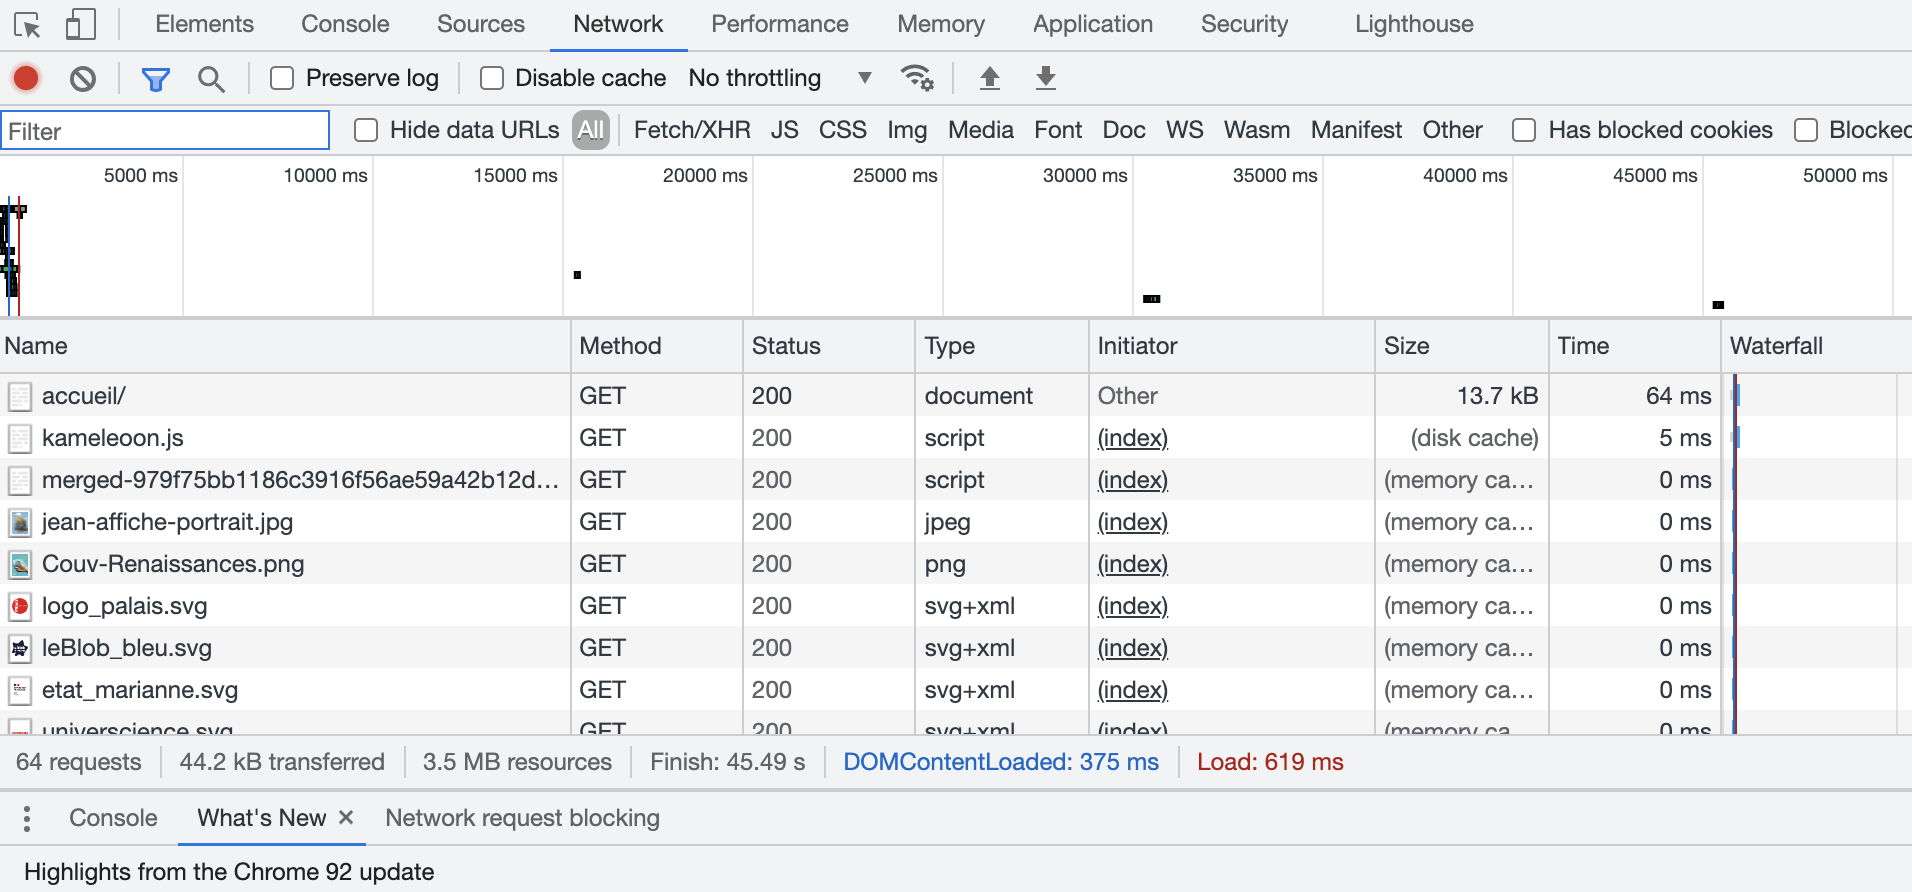 Elements Console Sources Network Performance Memory Application Security Lighthouse
Preserve log Disable cache No throttling
Filter Hide data URLs All Fetch/XHR JS CSS Img Media Font Doc WS Wasm Manifest Other Has blocked cookies Blocked
5000 ms 10000 ms 15000 ms 20000 ms 25000 ms 30000 ms 35000 ms 40000 ms 45000 ms 50000 ms
Name Method Status Type Initiator Size Time Waterfall
accueil/ GET 200 document Other 13.7 kB 64 ms
kameleoon.js GET 200 script (index) (disk cache) 5 ms
merged-979f75bb1186c3916f56ae59a42b12d… GET 200 script (index) (memory ca… 0 ms
jean-affiche-portrait.jpg GET 200 jpeg (index) (memory ca… 0 ms
Couv-Renaissances.png GET 200 png (index) (memory ca… 0 ms
logo_palais.svg GET 200 svg+xml (index) (memory ca… 0 ms
leBlob_bleu.svg GET 200 svg+xml (index) (memory ca… 0 ms
etat_marianne.svg GET 200 svg+xml (index) (memory ca… 0 ms
universcience.svg GET 200 svg+xml (index) (memory ca… 0 ms
64 requests 44.2 kB transferred 3.5 MB resources Finish: 45.49 s DOMContentLoaded: 375 ms Load: 619 ms
Console What's New × Network request blocking
Highlights from the Chrome 92 update